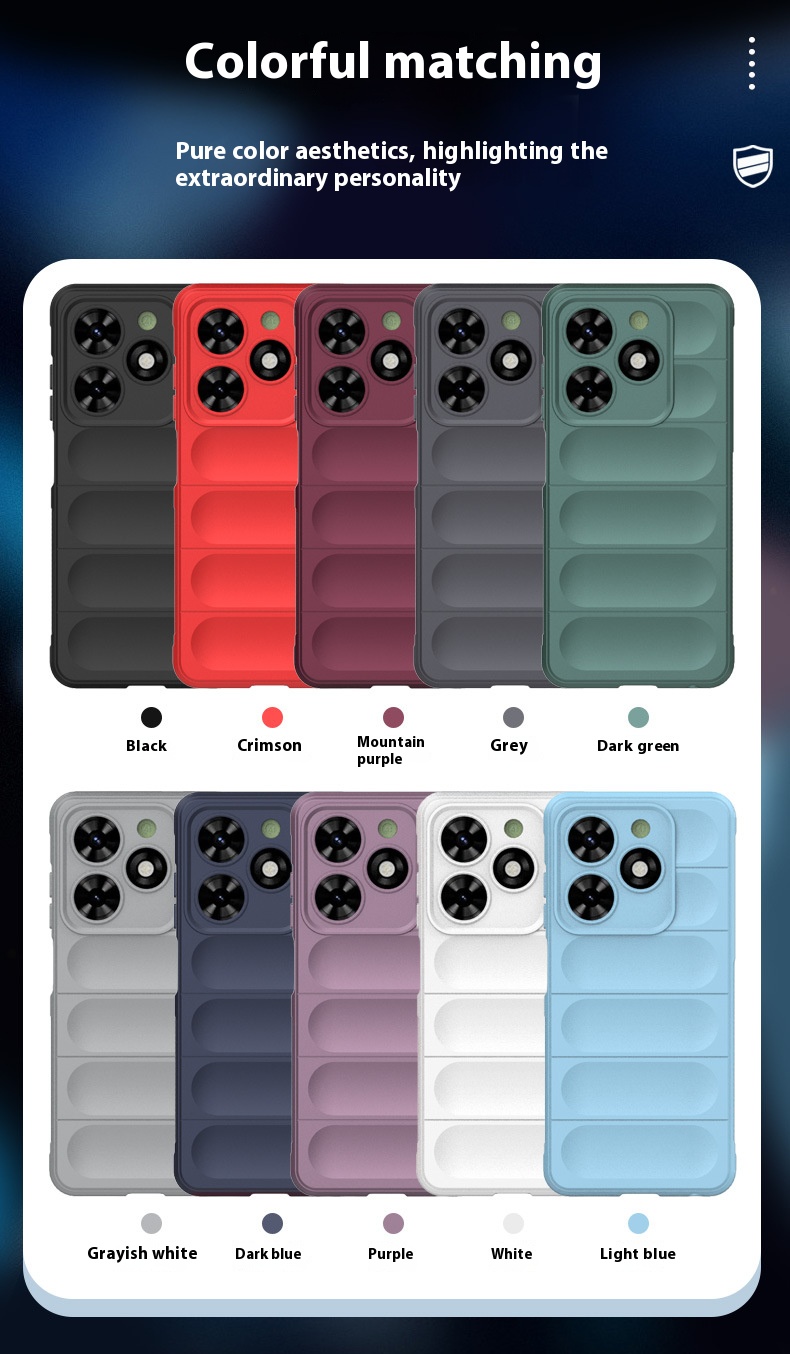 Colorful matching
Pure color aesthetics, highlighting the
extraordinary personality
Black
Crimson
Mountain
purple
Grey
Dark green
Grayish white
Dark blue
Purple
White
Light blue